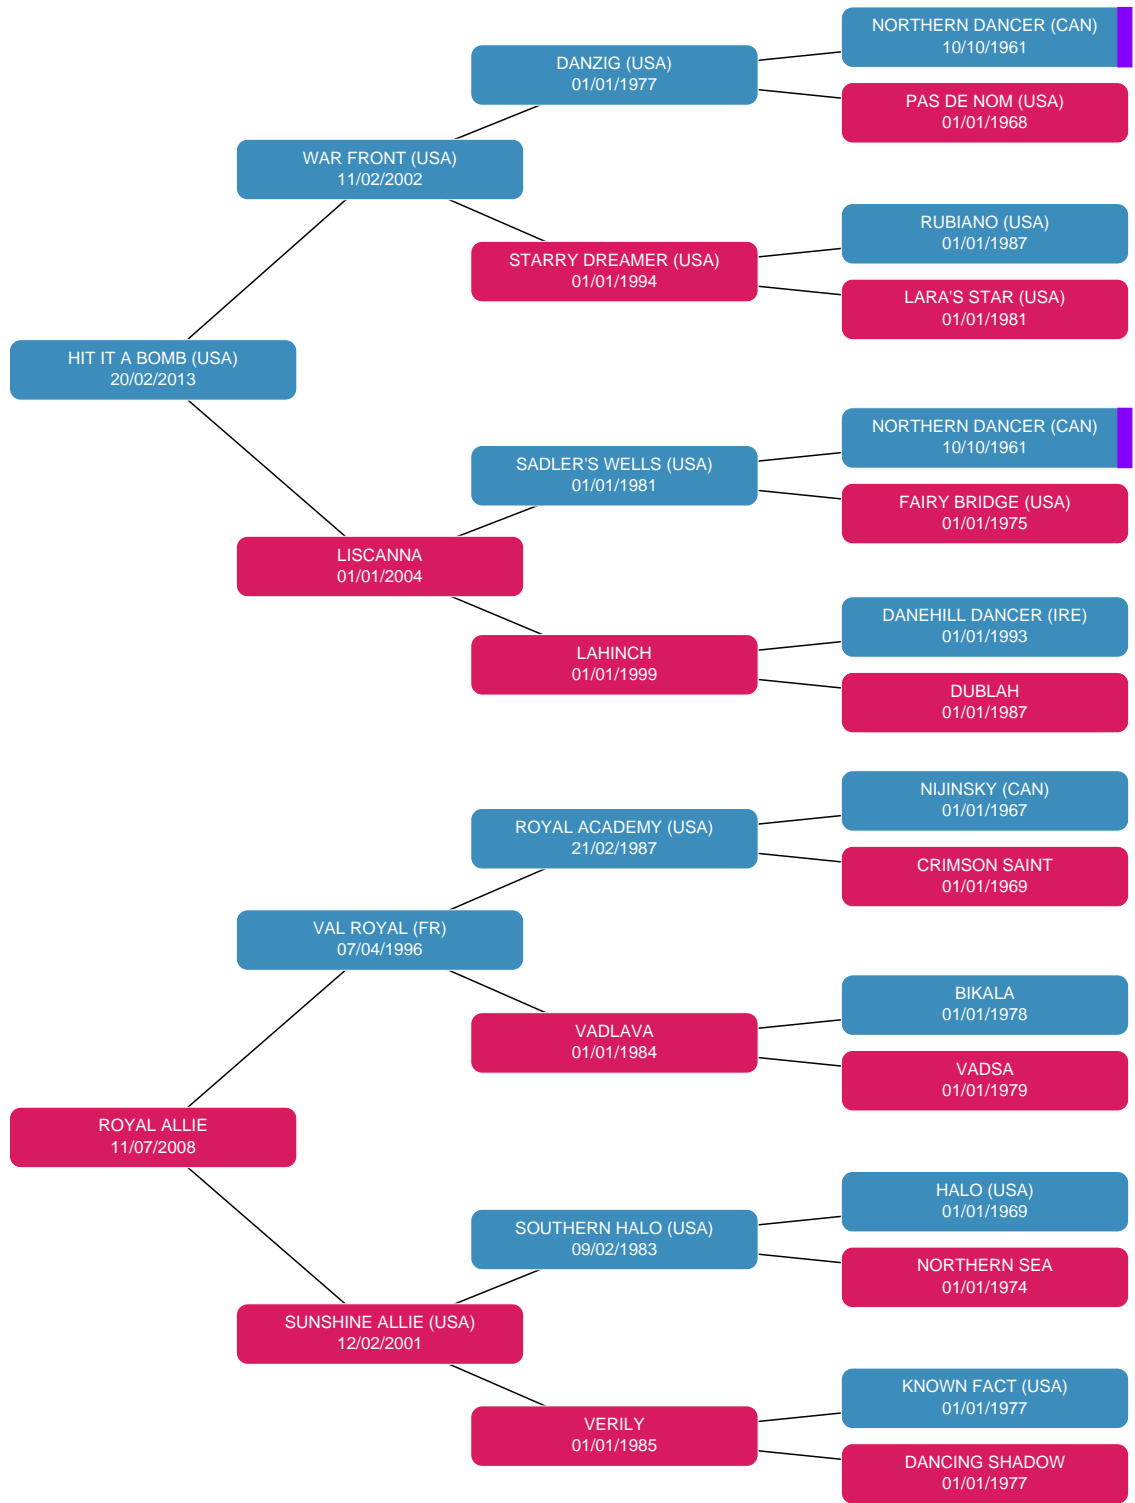 NORTHERN DANCER (CAN)
10/10/1961
DANZIG (USA)
01/01/1977
PAS DE NOM (USA)
01/01/1968
WAR FRONT (USA)
11/02/2002
RUBIANO (USA)
01/01/1987
STARRY DREAMER (USA)
01/01/1994
LARA'S STAR (USA)
01/01/1981
HIT IT A BOMB (USA)
20/02/2013
NORTHERN DANCER (CAN)
10/10/1961
SADLER'S WELLS (USA)
01/01/1981
FAIRY BRIDGE (USA)
01/01/1975
LISCANNA
01/01/2004
DANEHILL DANCER (IRE)
01/01/1993
LAHINCH
01/01/1999
DUBLAH
01/01/1987
NIJINSKY (CAN)
01/01/1967
ROYAL ACADEMY (USA)
21/02/1987
CRIMSON SAINT
01/01/1969
VAL ROYAL (FR)
07/04/1996
BIKALA
01/01/1978
VADLAVA
01/01/1984
VADSA
01/01/1979
ROYAL ALLIE
11/07/2008
HALO (USA)
01/01/1969
SOUTHERN HALO (USA)
09/02/1983
NORTHERN SEA
01/01/1974
SUNSHINE ALLIE (USA)
12/02/2001
KNOWN FACT (USA)
01/01/1977
VERILY
01/01/1985
DANCING SHADOW
01/01/1977